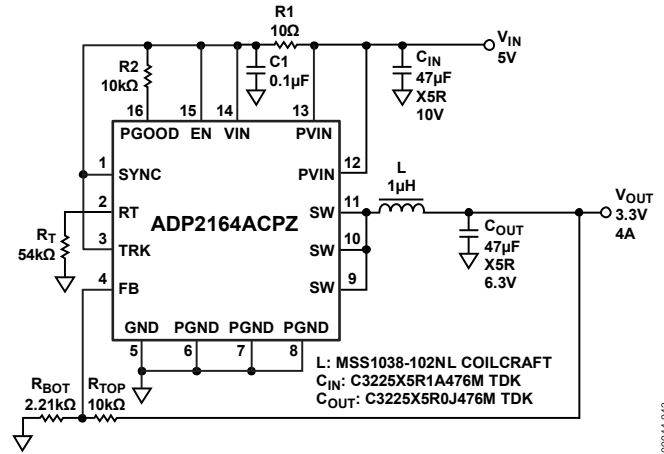 R1
10Ω
VIN
5V
R2
10kΩ
C1
0.1µF
CIN
47µF
X5R
10V
16
15
14
13
PGOOD
EN
VIN
PVIN
1
SYNC
PVIN
12
2
RT
SW
11
L
1µH
VOUT
3.3V
4A
ADP2164ACPZ
RT
54kΩ
3
TRK
SW
10
COUT
47µF
X5R
6.3V
4
FB
SW
9
GND
PGND
PGND
PGND
5
6
7
8
L: MSS1038-102NL COILCRAFT
CIN: C3225X5R1A476M TDK
COUT: C3225X5R0J476M TDK
RBOT
2.21kΩ
RTOP
10kΩ